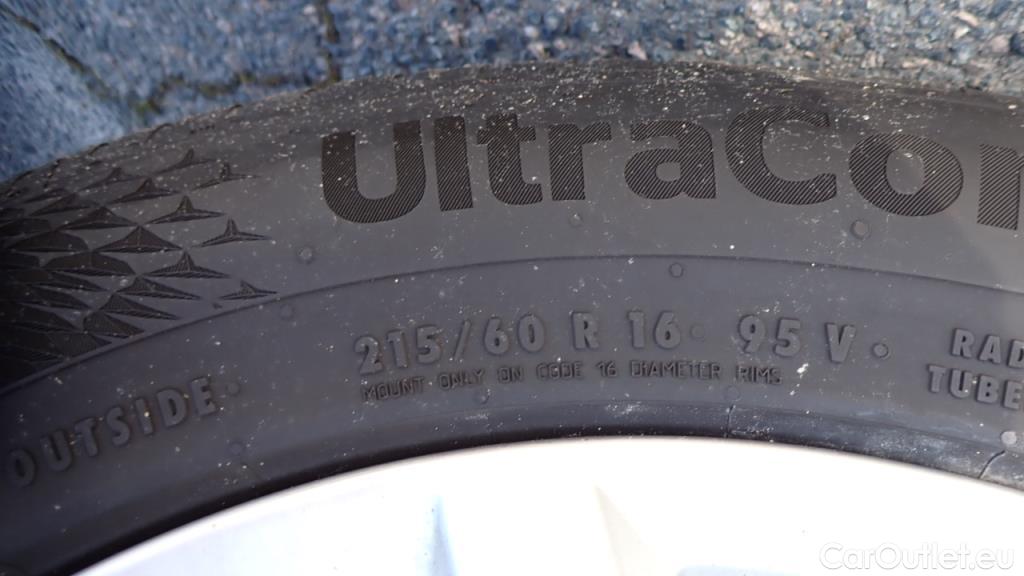 UltraCon
215/60 R 16 95 V
MOUNT ONLY ON CODE 16 DIAMETER RIMS
RAD
TUBE
OUTSIDE
CarOutlet.eu